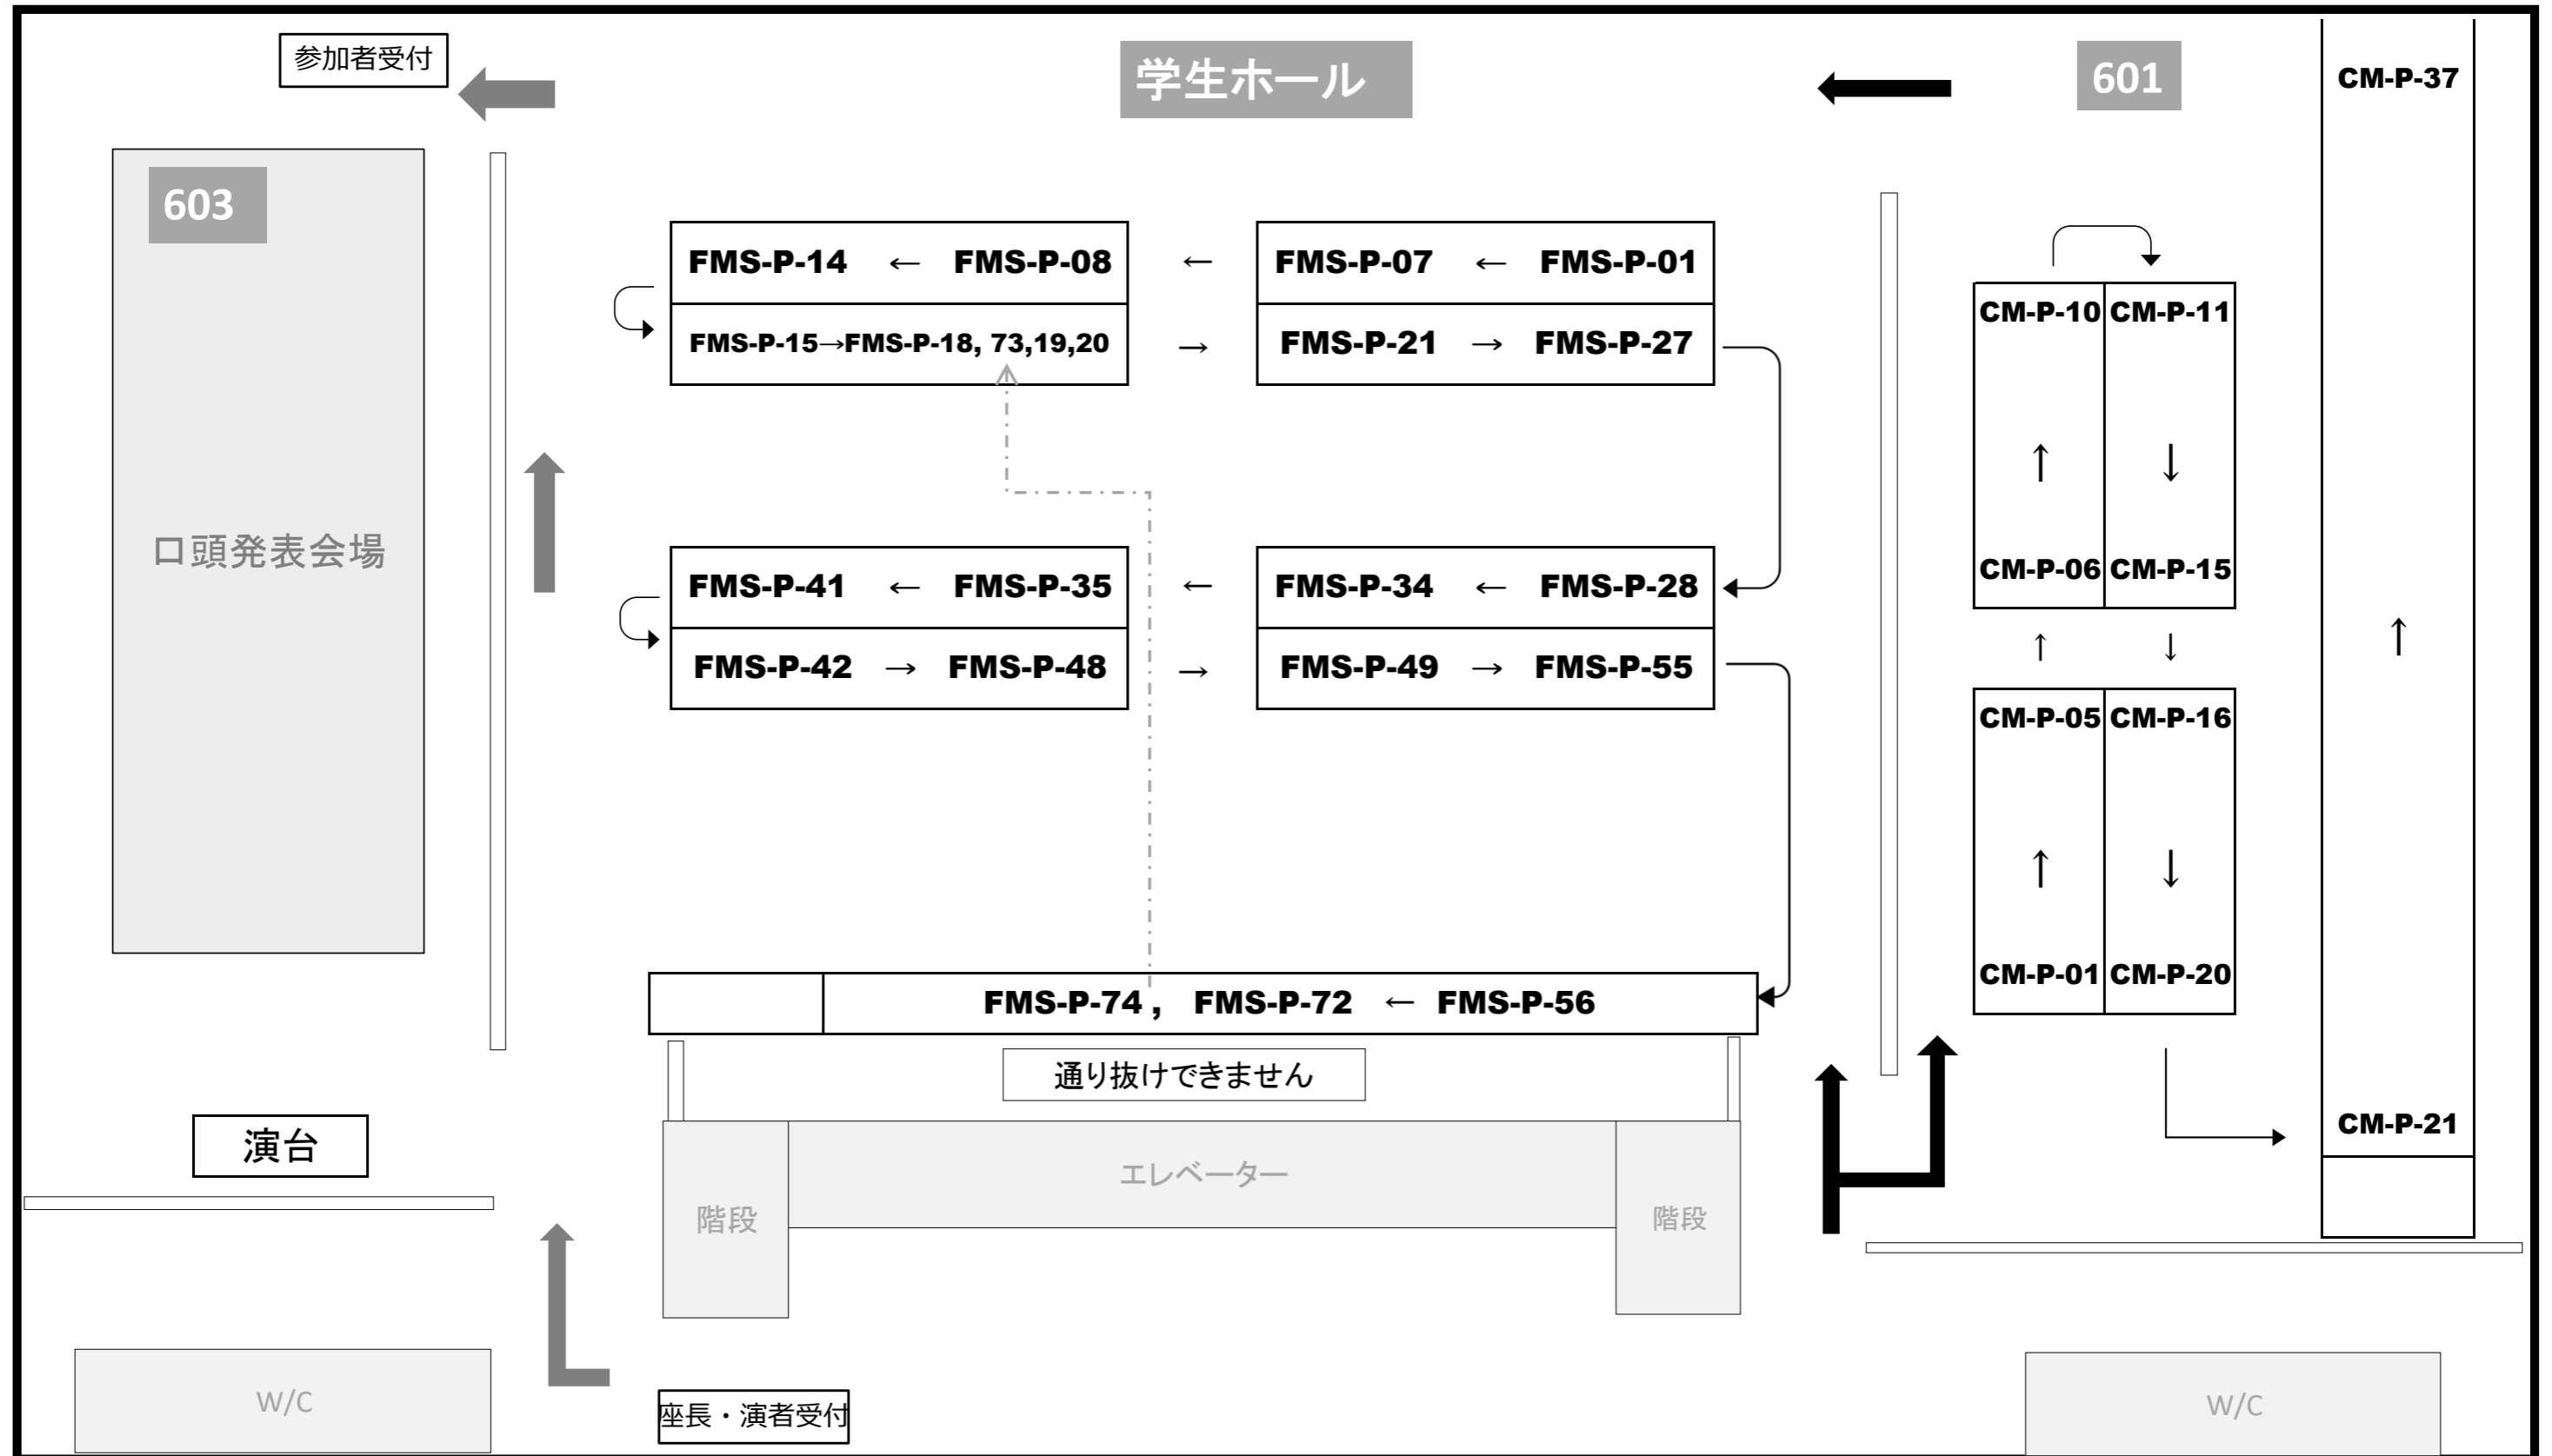 参加者受付
学生ホール
601
CM-P-37
603
FMS-P-14 ← FMS-P-08 ← FMS-P-07 ← FMS-P-01
FMS-P-15→FMS-P-18, 73,19,20 → FMS-P-21 → FMS-P-27
CM-P-10 CM-P-11
↑ ↓
口頭発表会場
FMS-P-41 ← FMS-P-35 ← FMS-P-34 ← FMS-P-28
CM-P-06 CM-P-15
↑ ↓ ↑
FMS-P-42 → FMS-P-48 → FMS-P-49 → FMS-P-55
CM-P-05 CM-P-16
↑ ↓
CM-P-01 CM-P-20
FMS-P-74 , FMS-P-72 ← FMS-P-56
通り抜けできません
CM-P-21
演台
エレベーター
階段
階段
W/C
座長・演者受付
W/C